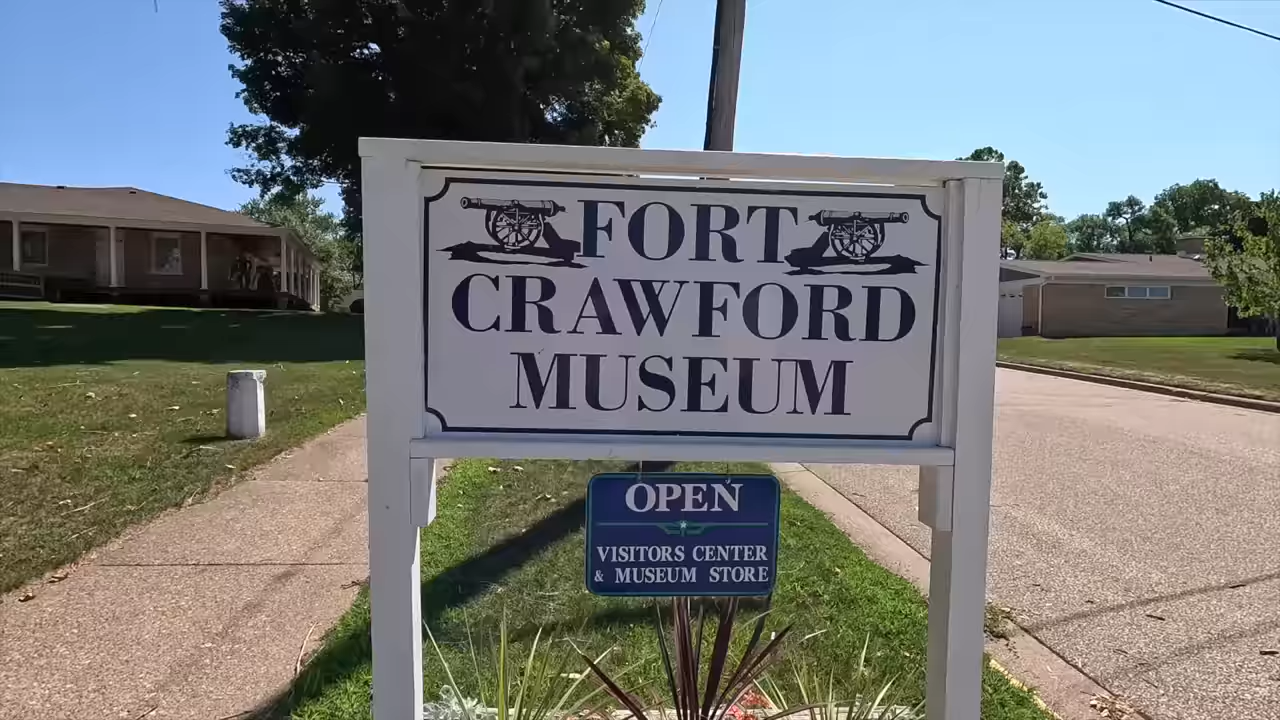 FORT
CRAWFORD
MUSEUM
OPEN
VISITORS CENTER
& MUSEUM STORE